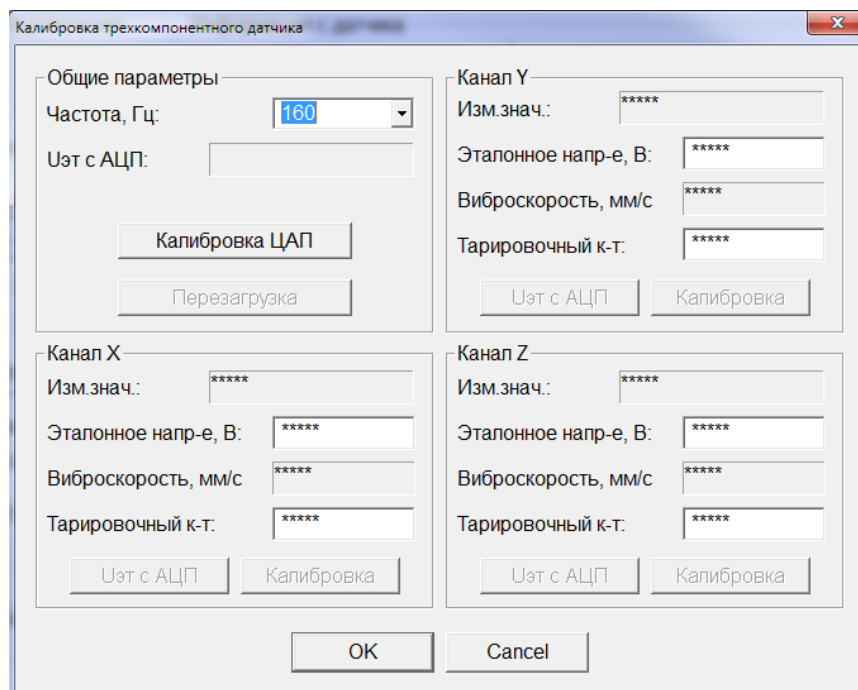 Калибровка трехкомпонентного датчика
Общие параметры
Частота, Гц: 160
Uэт с АЦП:
Калибровка ЦАП
Перезагрузка
Канал Y
Изм.знач.: *****
Эталонное напр-е, В: *****
Виброскорость, мм/с *****
Тарировочный к-т: *****
Uэт с АЦП Калибровка
Канал X
Изм.знач.: *****
Эталонное напр-е, В: *****
Виброскорость, мм/с *****
Тарировочный к-т: *****
Uэт с АЦП Калибровка
Канал Z
Изм.знач.: *****
Эталонное напр-е, В: *****
Виброскорость, мм/с *****
Тарировочный к-т: *****
Uэт с АЦП Калибровка
OK Cancel